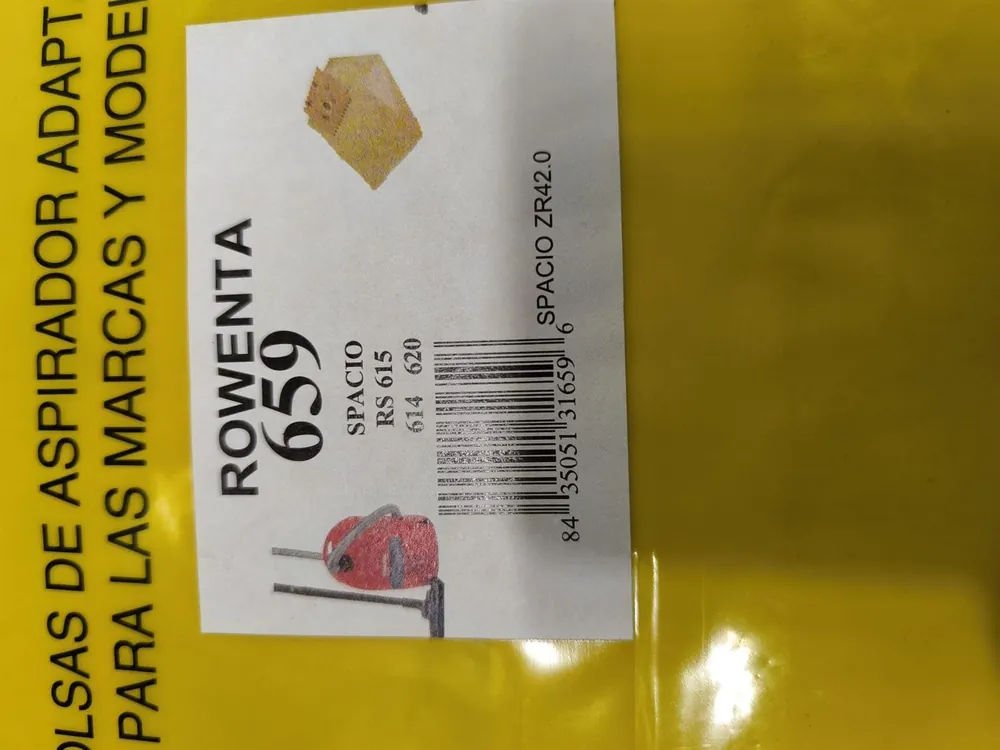 OLSAS DE ASPIRADOR ADAPT
PARA LAS MARCAS Y MODEL
ROWENTA
659
SPACIO
RS 615
614 620
84 35051 31659 6
SPACIO ZR42.0